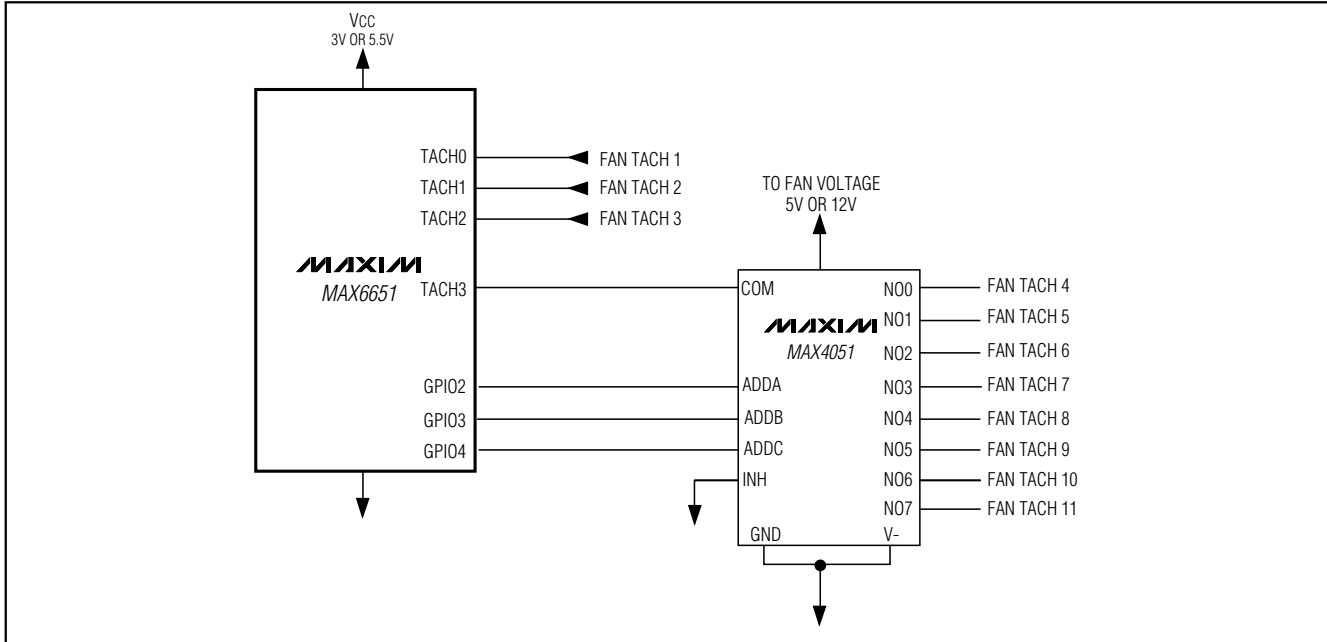 VCC
3V OR 5.5V
TACH0
FAN TACH 1
TACH1
FAN TACH 2
TACH2
FAN TACH 3
MAXIM
MAX6651
TACH3
GPIO2
GPIO3
GPIO4
TO FAN VOLTAGE
5V OR 12V
COM
MAXIM
MAX4051
ADDA
ADDB
ADDC
INH
GND
V-
NO0
FAN TACH 4
NO1
FAN TACH 5
NO2
FAN TACH 6
NO3
FAN TACH 7
NO4
FAN TACH 8
NO5
FAN TACH 9
NO6
FAN TACH 10
NO7
FAN TACH 11